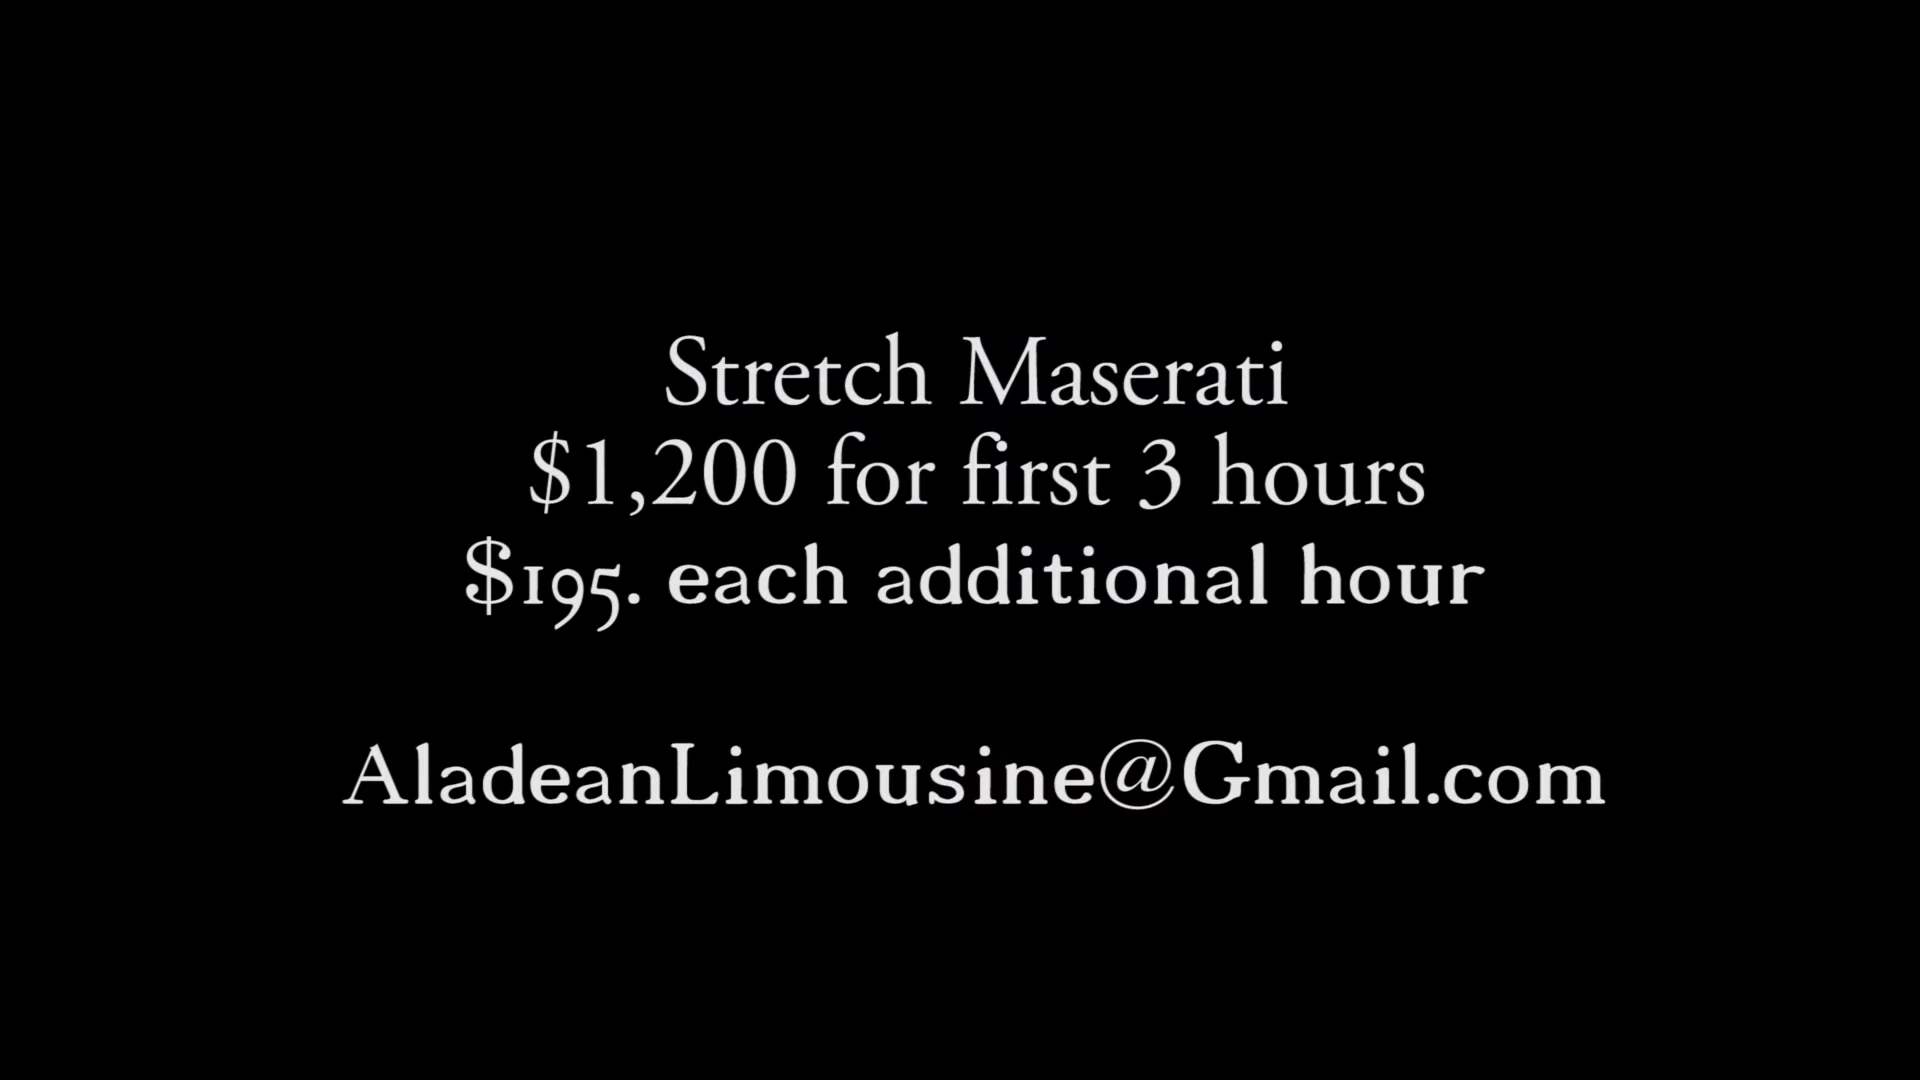 Stretch Maserati
$1,200 for first 3 hours
$195. each additional hour
AladeanLimousine@Gmail.com